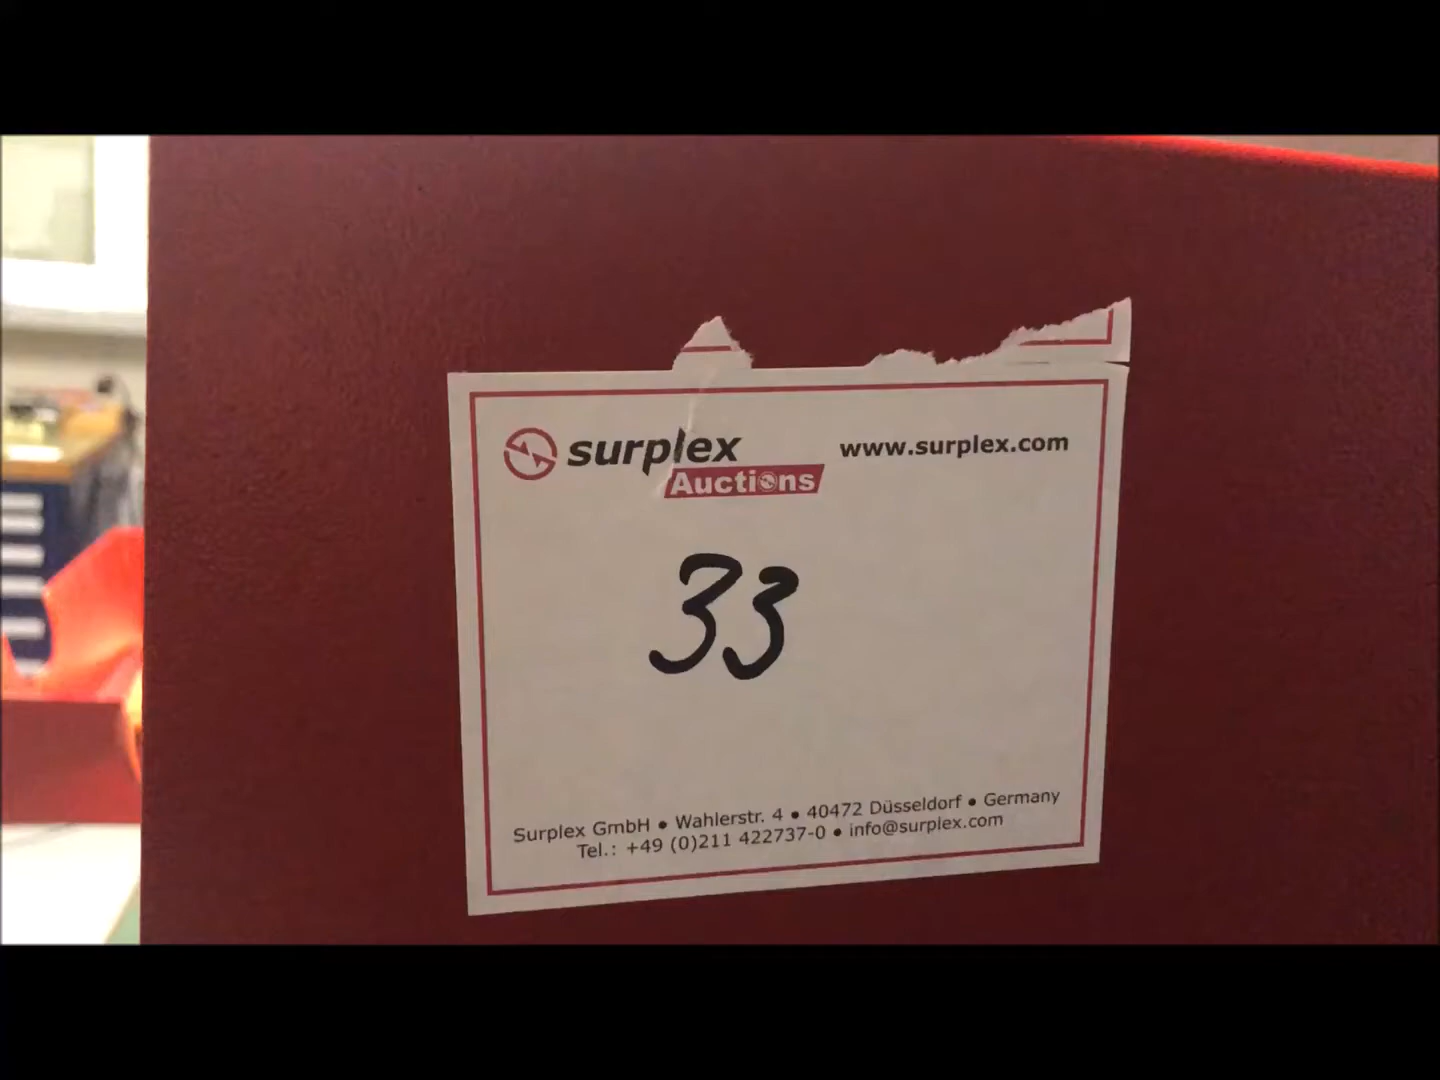 surplex
Auctions
www.surplex.com
33
Surplex GmbH • Wahlerstr. 4 • 40472 Düsseldorf • Germany
Tel.: +49 (0)211 422737-0 • info@surplex.com